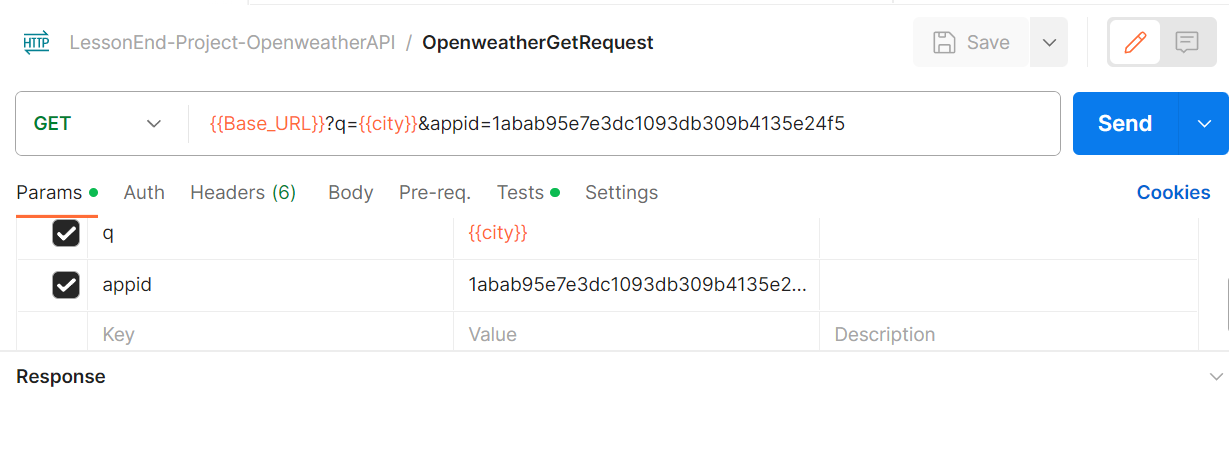 HTTP LessonEnd-Project-OpenweatherAPI / OpenweatherGetRequest Save
GET {{Base_URL}}?q={{city}}&appid=1abab95e7e3dc1093db309b4135e24f5 Send
Params Auth Headers (6) Body Pre-req. Tests Settings Cookies
q {{city}}
appid 1abab95e7e3dc1093db309b4135e2...
Key Value Description
Response